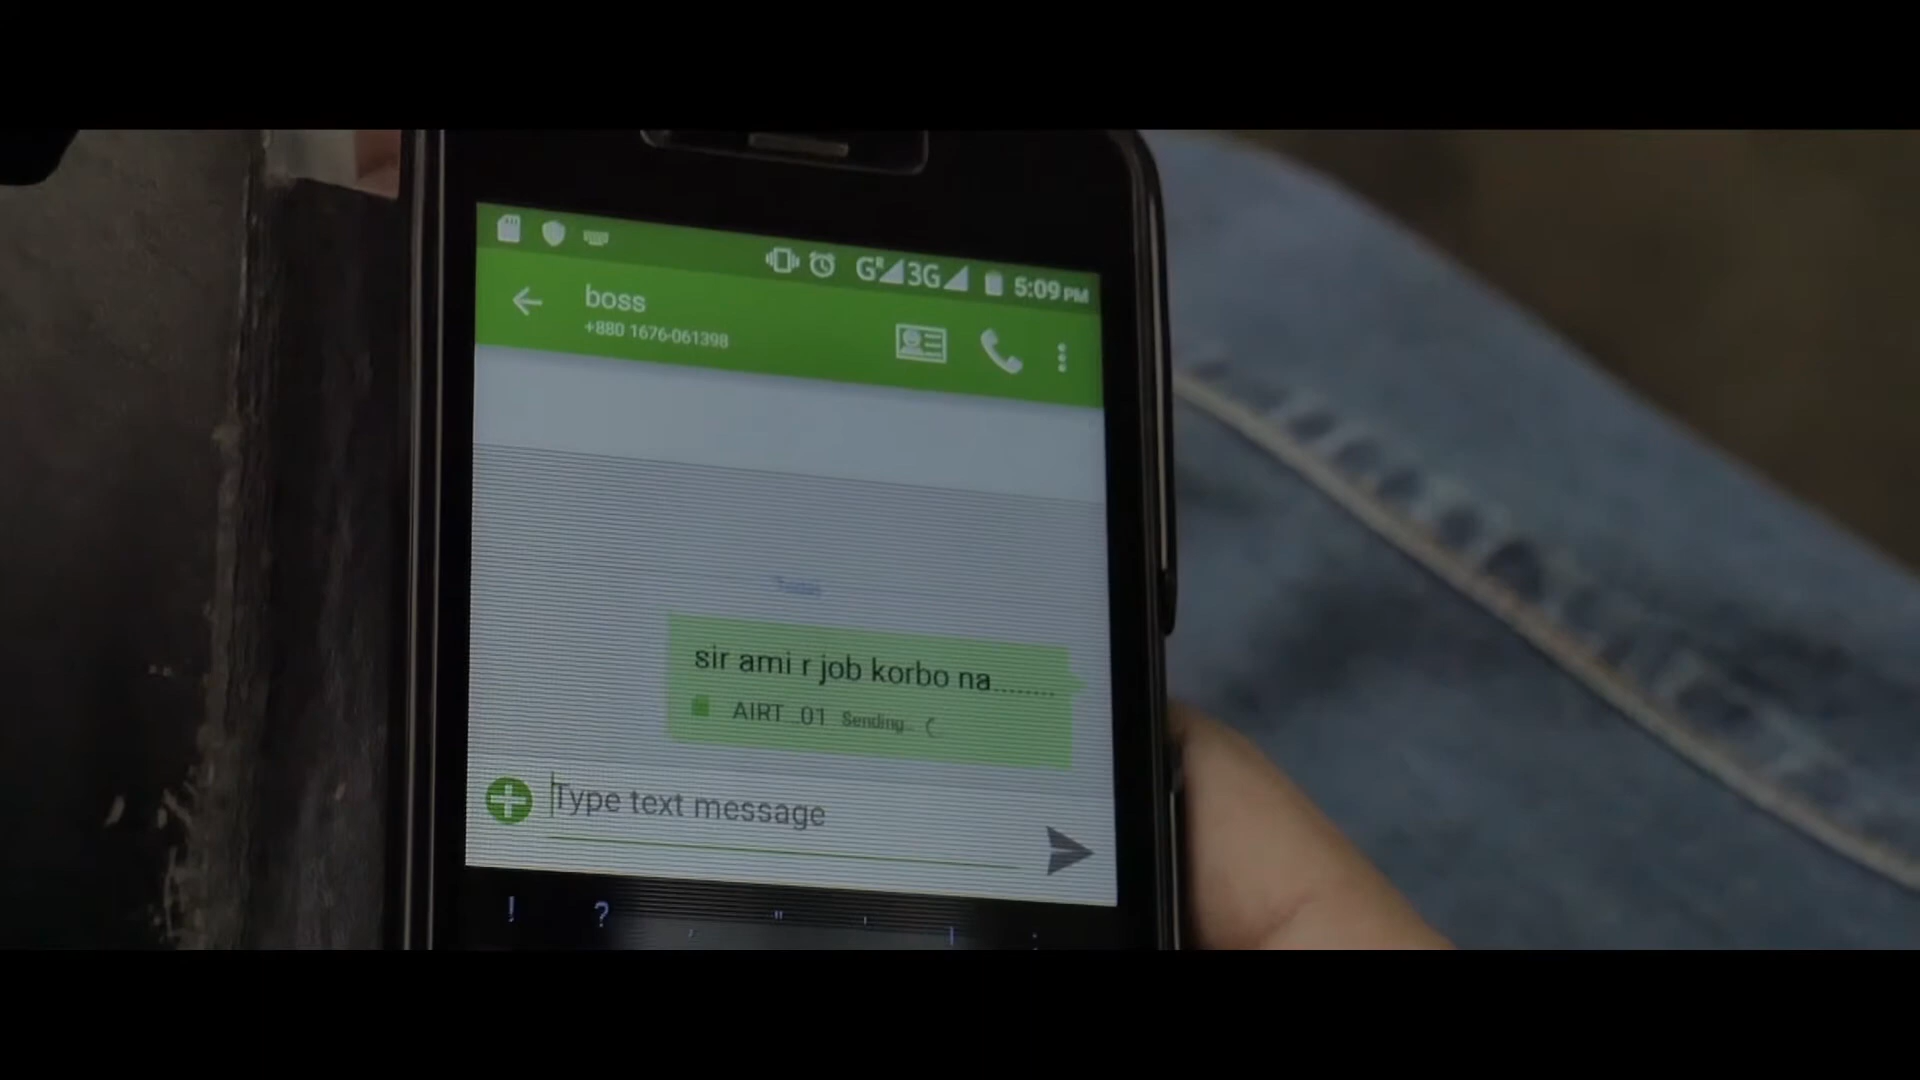 G 3G 5:09 PM
boss
+880 1676-061398
sir ami r job korbo na........
AIRT_01 Sending..
Type text message
! ? "